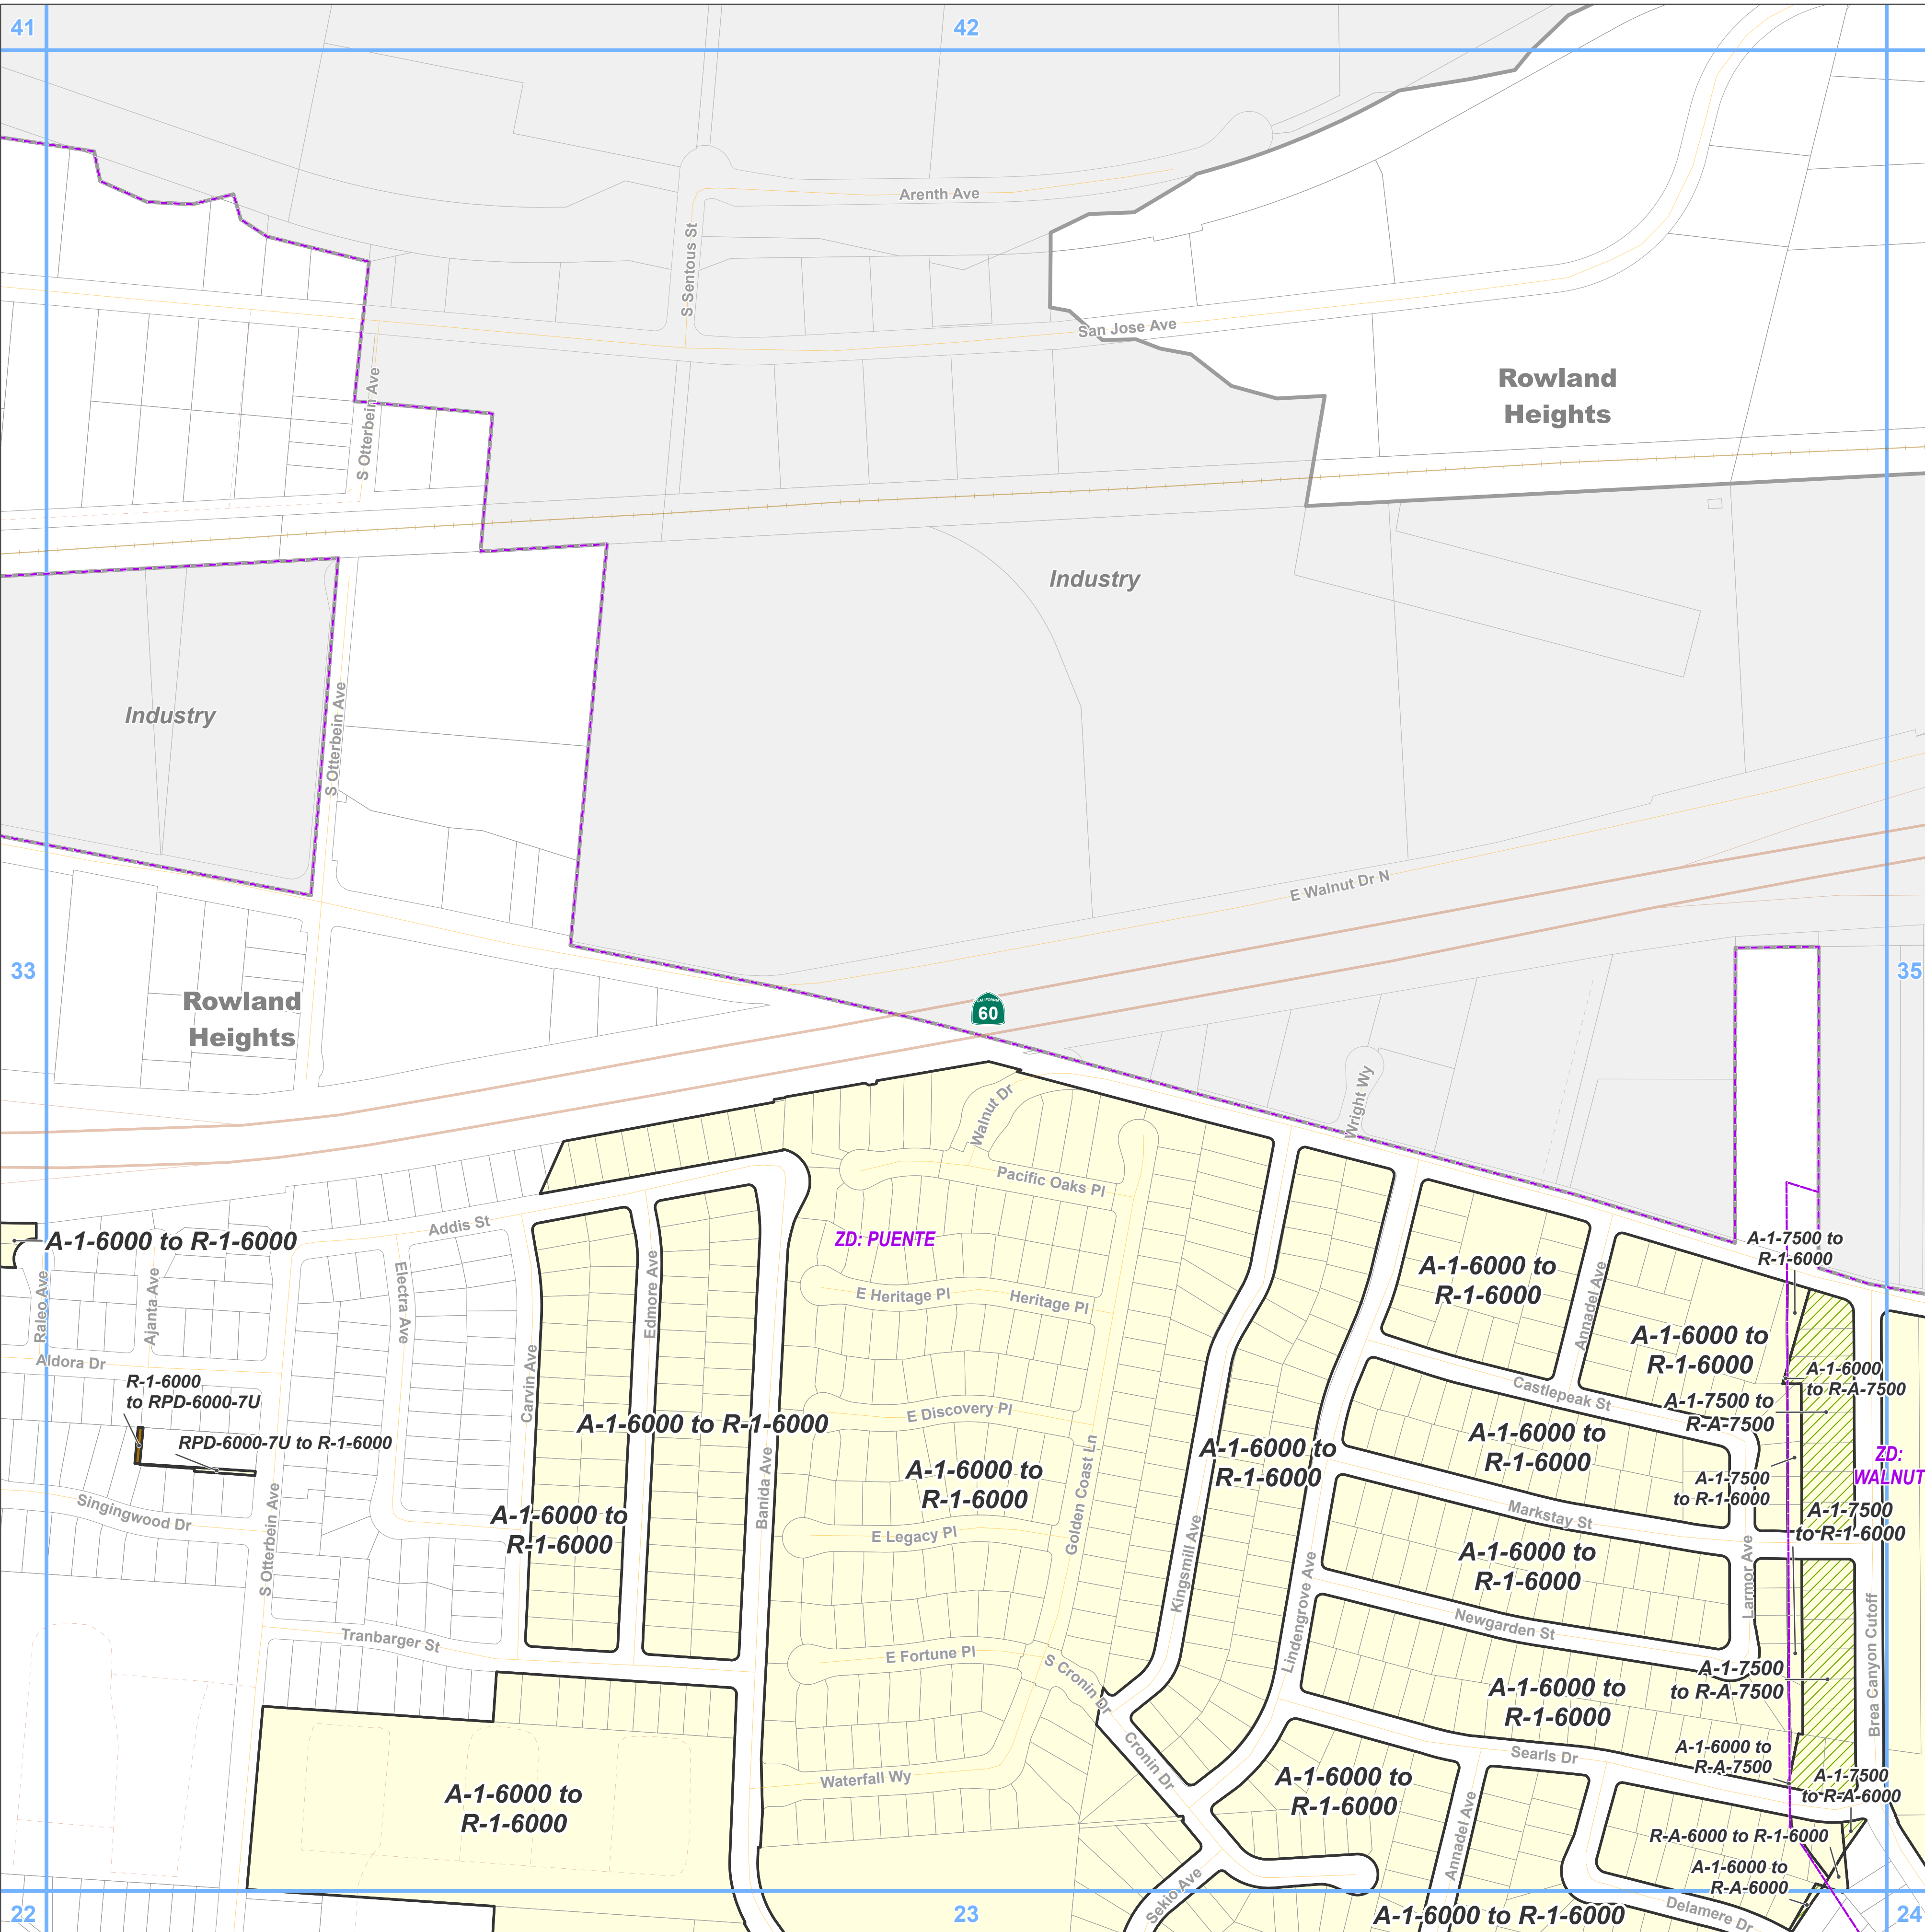 41
42
Arenth Ave
S Sentous St
San Jose Ave
Rowland
Heights
S Otterbein Ave
Industry
Industry
S Otterbein Ave
E Walnut Dr N
33
35
Rowland
Heights
CALIFORNIA
60
Wright Wy
Walnut Dr
Pacific Oaks Pl
Addis St
ZD: PUENTE
A-1-6000 to R-1-6000
A-1-7500 to
R-1-6000
A-1-6000 to
R-1-6000
Raleo Ave
Ajanta Ave
Electra Ave
Edmore Ave
E Heritage Pl
Heritage Pl
Annadel Ave
A-1-6000 to
R-1-6000
Aldora Dr
Carvin Ave
R-1-6000
to RPD-6000-7U
A-1-6000
to R-A-7500
Castlepeak St
A-1-7500 to
R-A-7500
E Discovery Pl
A-1-6000 to R-1-6000
RPD-6000-7U to R-1-6000
A-1-6000 to
R-1-6000
A-1-6000 to
R-1-6000
A-1-6000 to
R-1-6000
ZD:
WALNUT
Banida Ave
Golden Coast Ln
A-1-7500
to R-1-6000
Singingwood Dr
S Otterbein Ave
A-1-6000 to
R-1-6000
E Legacy Pl
Kingsmill Ave
Markstay St
A-1-7500
to R-1-6000
Lindengrove Ave
A-1-6000 to
R-1-6000
Larmor Ave
Brea Canyon Cutoff
Tranbarger St
Newgarden St
E Fortune Pl
S Cronin Dr
A-1-7500
to R-A-7500
A-1-6000 to
R-1-6000
Cronin Dr
Searls Dr
A-1-6000 to
R-A-7500
Waterfall Wy
A-1-6000 to
R-1-6000
A-1-6000 to
R-1-6000
A-1-7500
to R-A-6000
Annadel Ave
R-A-6000 to R-1-6000
A-1-6000 to
R-A-6000
Sekio Ave
Delamere Dr
A-1-6000 to R-1-6000
22
23
24